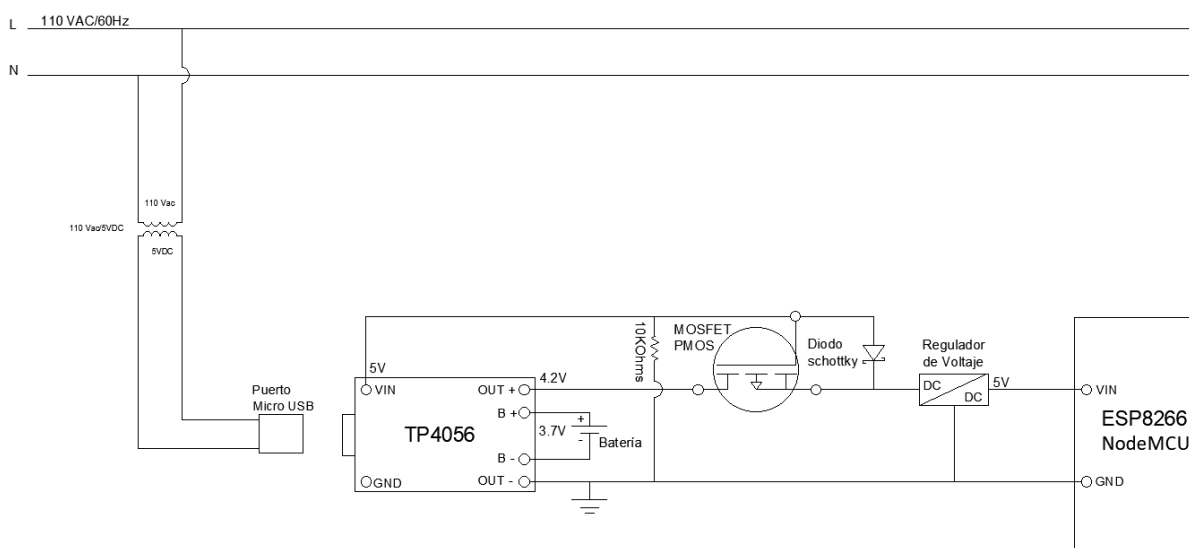 L
110 VAC/60Hz
N
110 Vac
110 Vac/5VDC
5VDC
Puerto
Micro USB
5V
VIN
OUT +
4.2V
B +
3.7V
TP4056
Batería
+
-
B -
GND
OUT -
10KOhms
MOSFET
PMOS
Diodo
schottky
Regulador
de Voltaje
DC
DC
5V
VIN
ESP8266
NodeMCU
GND